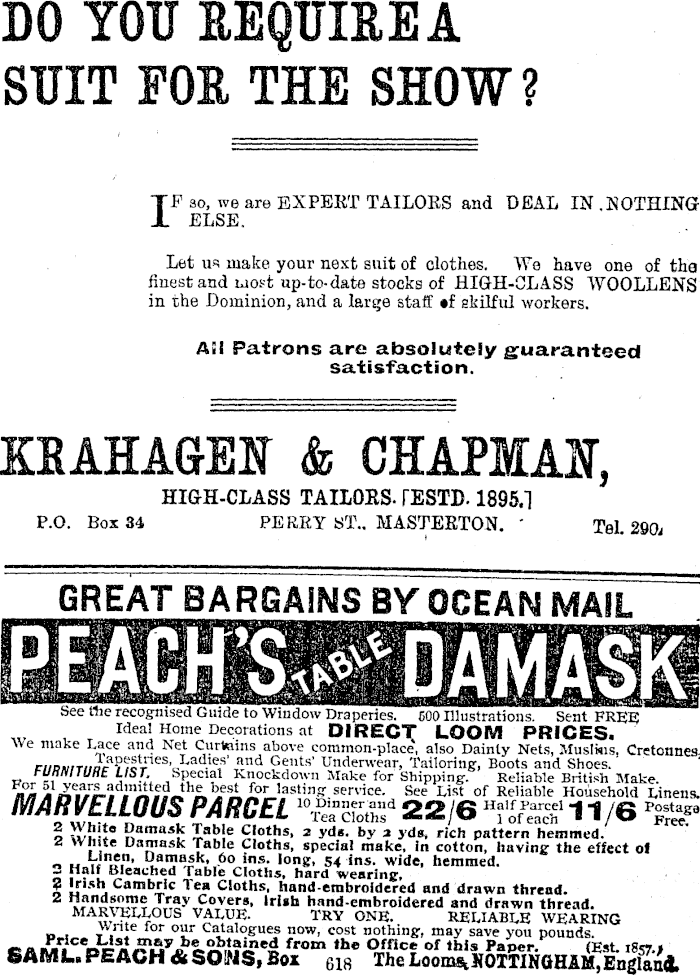 DO YOU REQUIRE A
SUIT FOR THE SHOW?
IF so, we are EXPERT TAILORS and DEAL IN NOTHING
ELSE.
Let us make your next suit of clothes. We have one of the
finest and most up-to-date stocks of HIGH-CLASS WOOLLENS
in the Dominion, and a large staff of skilful workers.
All Patrons are absolutely guaranteed
satisfaction.
KRAHAGEN & CHAPMAN,
HIGH-CLASS TAILORS. [ESTD. 1895.]
P.O. Box 34 PERRY ST., MASTERTON. Tel. 290.
GREAT BARGAINS BY OCEAN MAIL
PEACH'S TABLE DAMASK
See the recognised Guide to Window Draperies. 500 Illustrations. Sent FREE
Ideal Home Decorations at DIRECT LOOM PRICES.
We make Lace and Net Curtains above common-place, also Dainty Nets, Muslins, Cretonnes,
Tapestries, Ladies' and Gents' Underwear, Tailoring, Boots and Shoes.
FURNITURE LIST. Special Knockdown Make for Shipping. Reliable British Make.
For 51 years admitted the best for lasting service. See List of Reliable Household Linens.
MARVELLOUS PARCEL 10 Dinner and Tea Cloths 22/6 Half Parcel 1 of each 11/6 Postage Free.
2 White Damask Table Cloths, 2 yds. by 2 yds, rich pattern hemmed.
2 White Damask Table Cloths, special make, in cotton, having the effect of
Linen, Damask, 60 ins. long, 54 ins. wide, hemmed.
2 Half Bleached Table Cloths, hard wearing,
2 Irish Cambric Tea Cloths, hand-embroidered and drawn thread.
2 Handsome Tray Covers, Irish hand-embroidered and drawn thread.
MARVELLOUS VALUE. TRY ONE. RELIABLE WEARING
Write for our Catalogues now, cost nothing, may save you pounds.
Price List may be obtained from the Office of this Paper. (Est. 1857.)
SAML. PEACH & SONS, Box 618 The Looms, NOTTINGHAM, England.